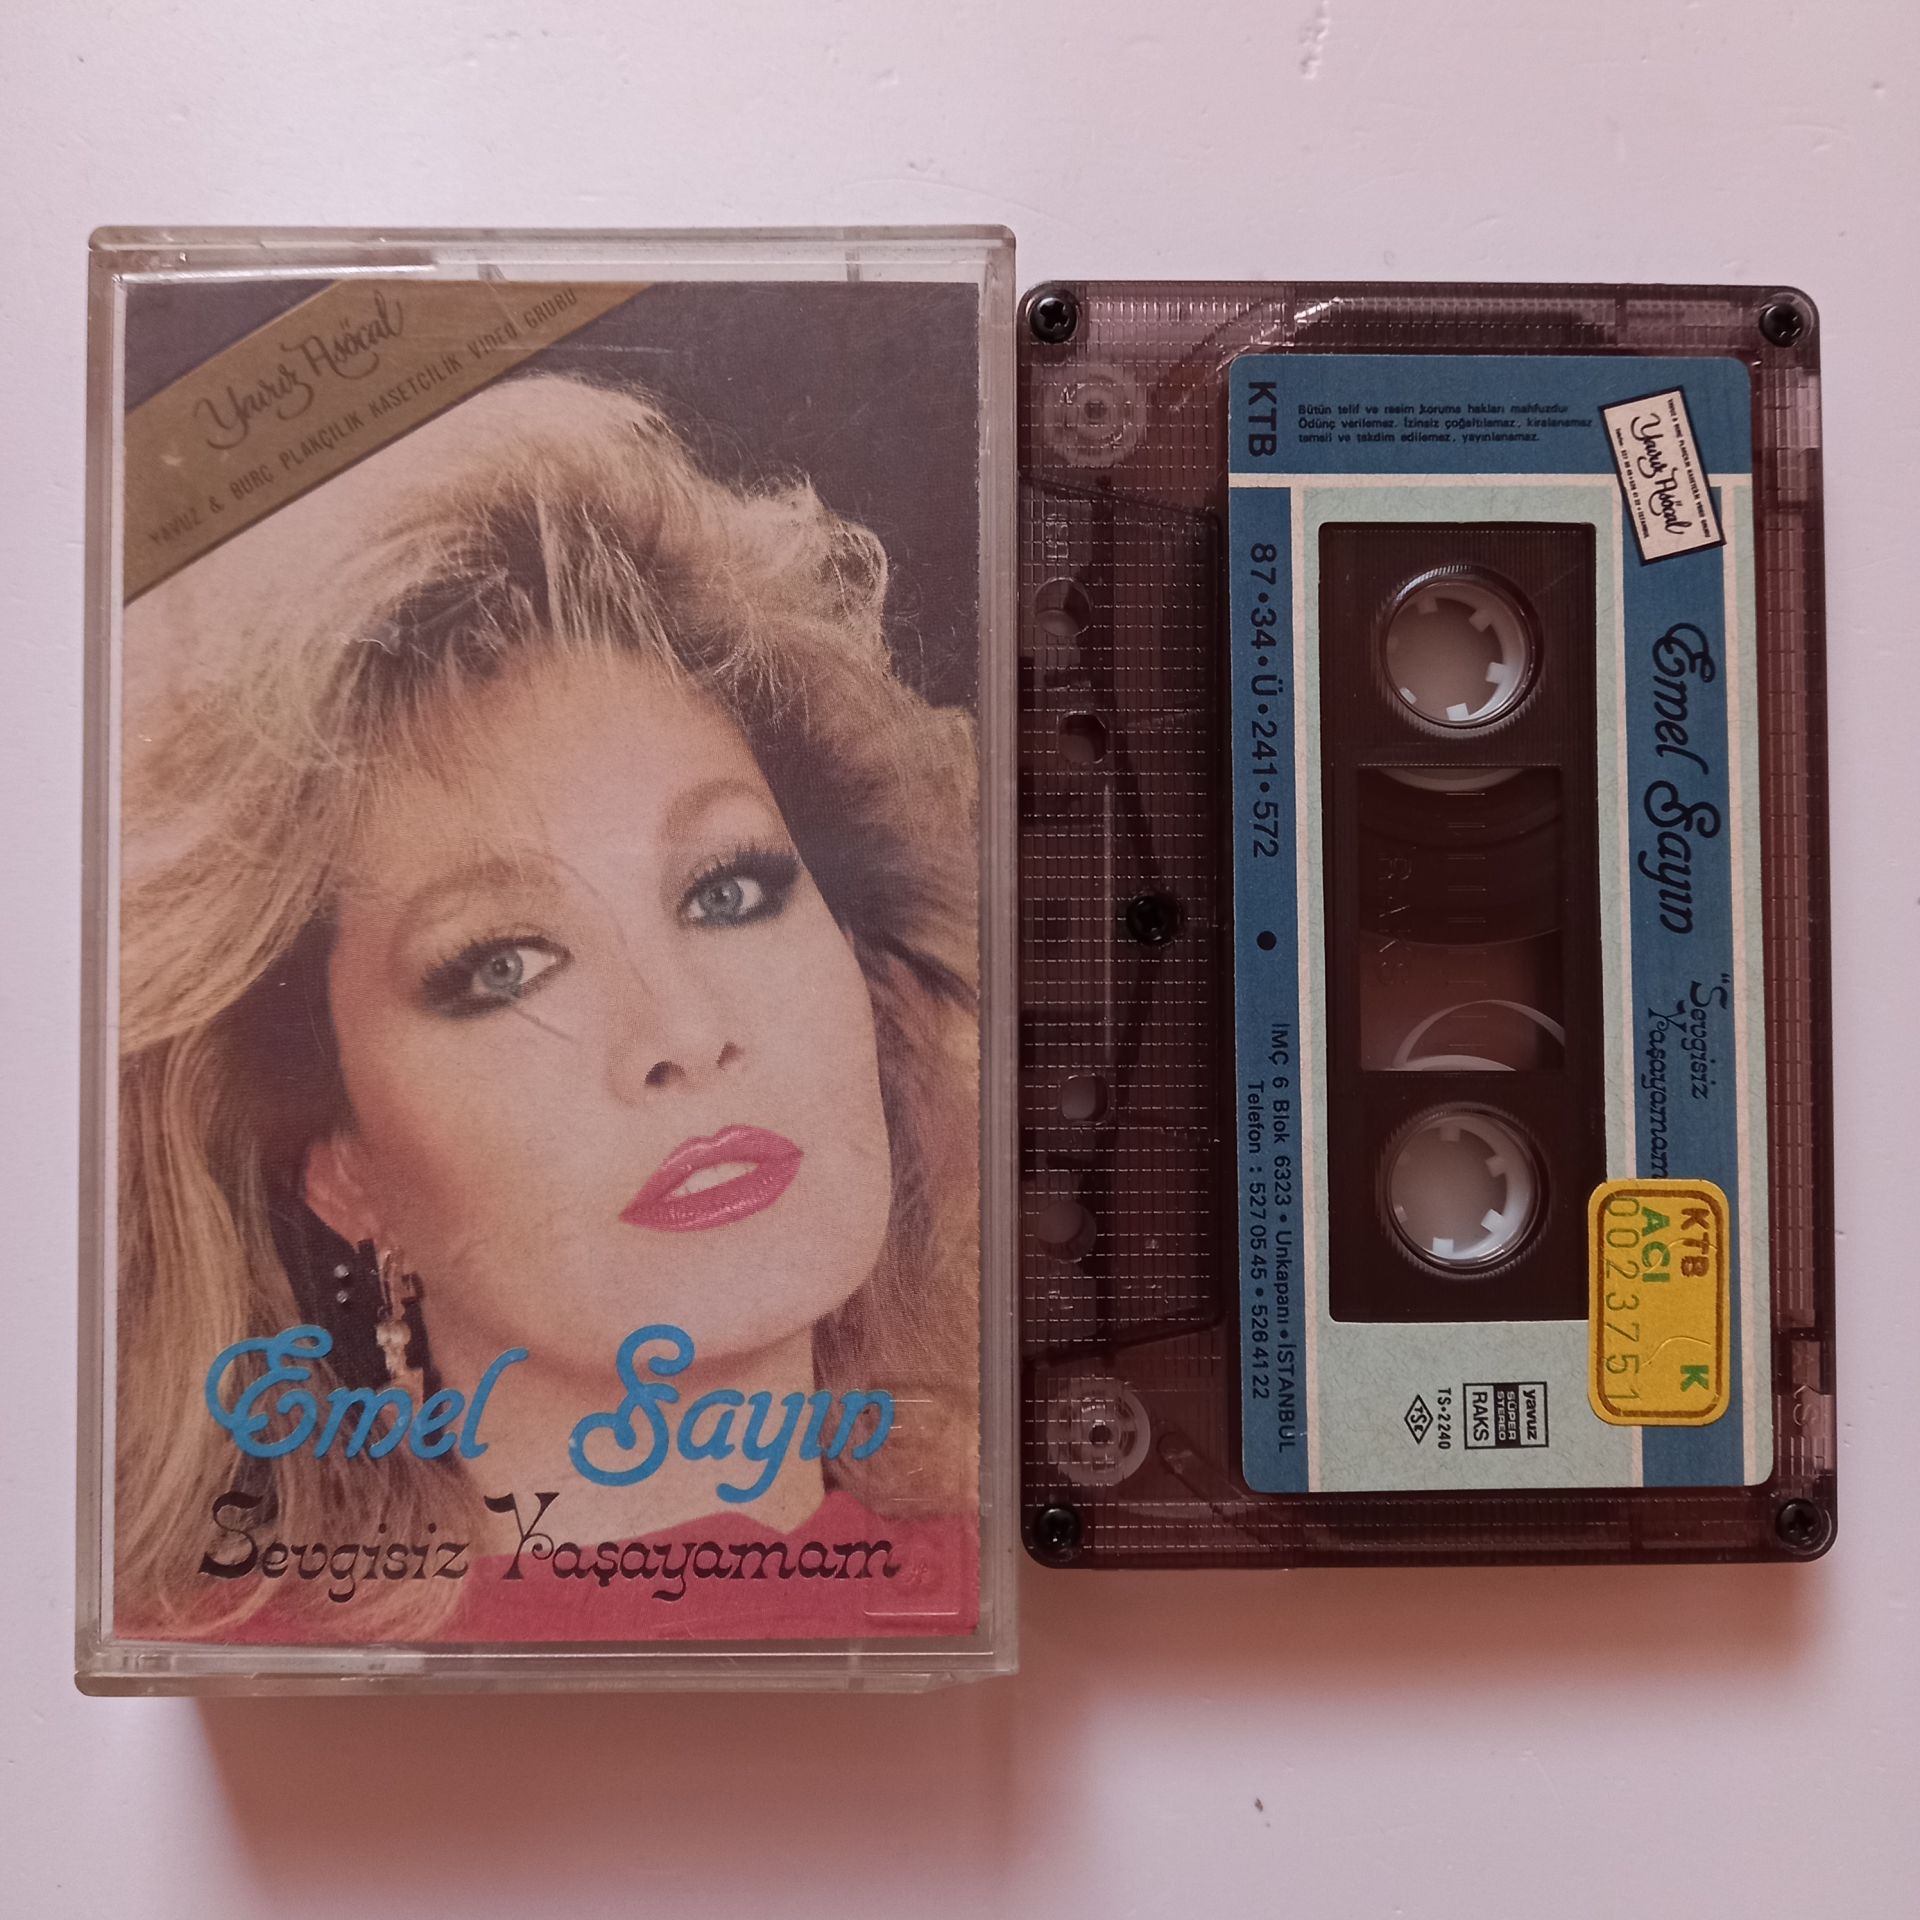 Yavuz Asöcal
YAVUZ & BURÇ PLAKÇILIK KASETÇİLİK VİDEO GRUBU
Emel Sayın
Sevgisiz Yaşayamam
KTB
Bütün telif ve resim koruma hakları mahfuzdur
Ödünç verilemez. İzinsiz çoğaltılamaz, kiralanamaz
temsil ve takdim edilemez, yayınlanamaz.
Yavuz Asöcal
Emel Sayın
"Sevgisiz
Yaşayamam
87•34•Ü•241•572
•
İMÇ 6 Blok 6323 • Unkapanı • İSTANBUL
Telefon : 527 05 45 • 526 41 22
RAKS
KTB K
ACI
0023751
yavuz
SÜPER
STEREO
RAKS
TS•2240
TSE